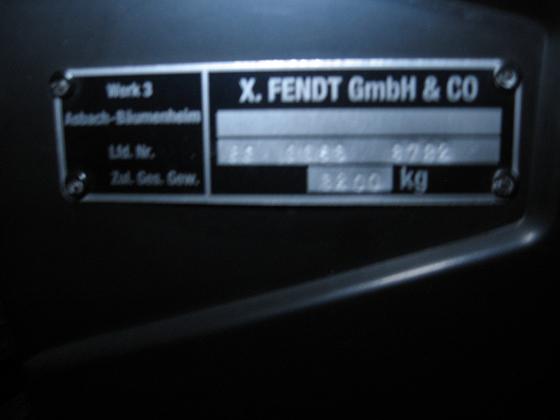 Werk 3
Asbach-Bäumenheim
X. FENDT GmbH & CO
Lfd. Nr.
Zul. Ges. Gew.
kg